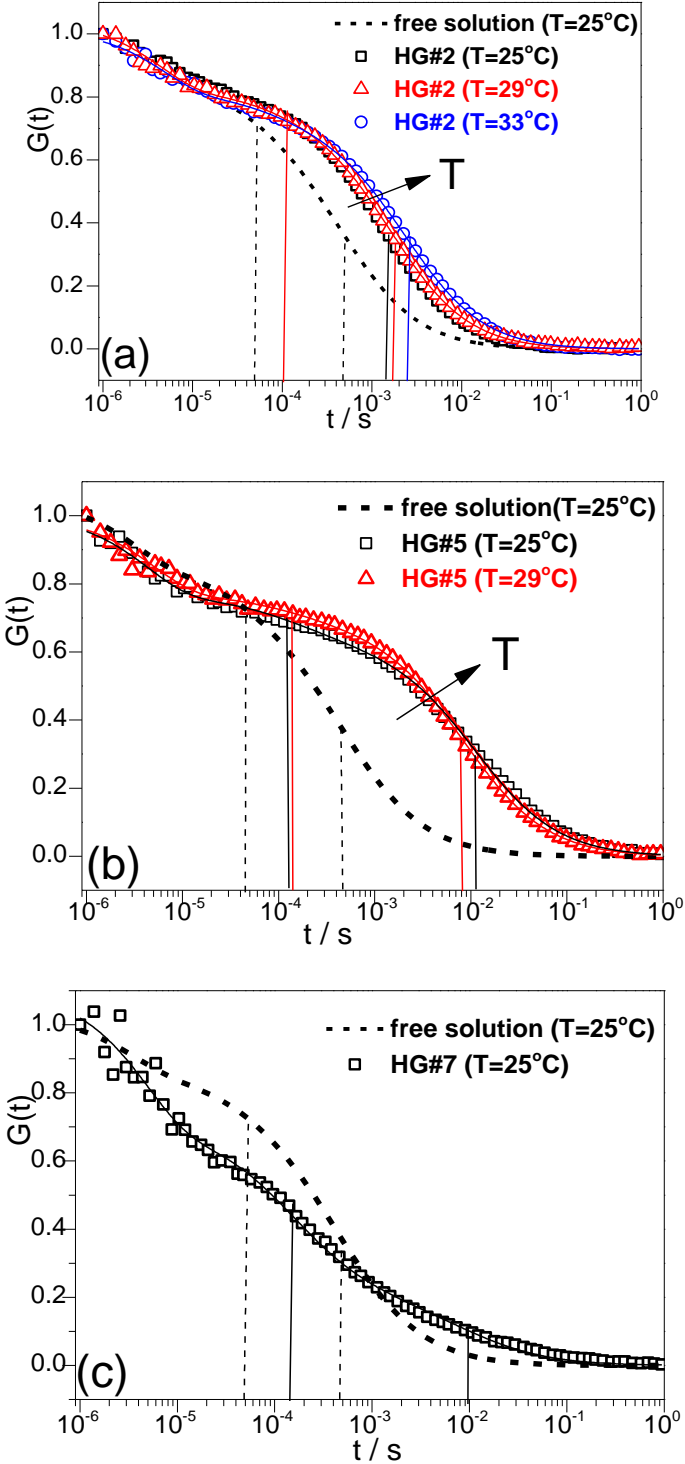 free solution (T=25°C)
HG#2 (T=25°C)
HG#2 (T=29°C)
HG#2 (T=33°C)
1.0
0.8
0.6
0.4
0.2
0.0
G(t)
T
(a)
10⁻⁶ 10⁻⁵ 10⁻⁴ 10⁻³ 10⁻² 10⁻¹ 10⁰
t / s
free solution(T=25°C)
HG#5 (T=25°C)
HG#5 (T=29°C)
1.0
0.8
0.6
0.4
0.2
0.0
G(t)
T
(b)
10⁻⁶ 10⁻⁵ 10⁻⁴ 10⁻³ 10⁻² 10⁻¹ 10⁰
t / s
free solution (T=25°C)
HG#7 (T=25°C)
1.0
0.8
0.6
0.4
0.2
0.0
G(t)
(c)
10⁻⁶ 10⁻⁵ 10⁻⁴ 10⁻³ 10⁻² 10⁻¹ 10⁰
t / s